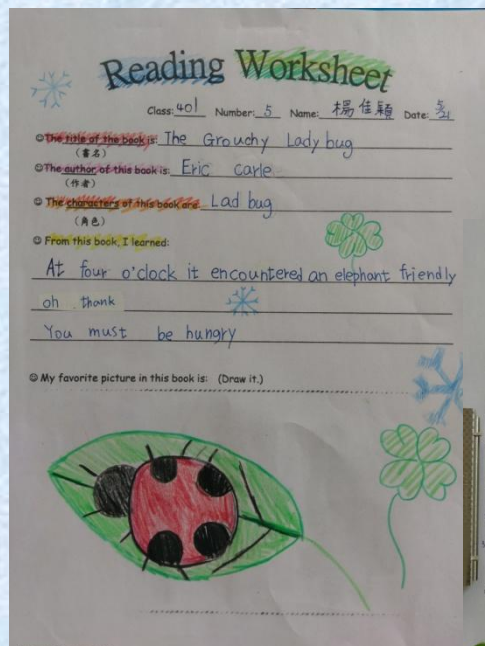 Reading Worksheet
Class: 401 Number: 5 Name: 楊佳穎 Date:
☺The title of the book is: The Grouchy Lady bug
(書名)
☺The author of this book is: Eric carle
(作者)
☺ The characters of this book are: Lad bug
(角色)
☺ From this book, I learned:
At four o'clock it encountered an elephant friendly
oh thank
You must be hungry
☺ My favorite picture in this book is: (Draw it.)